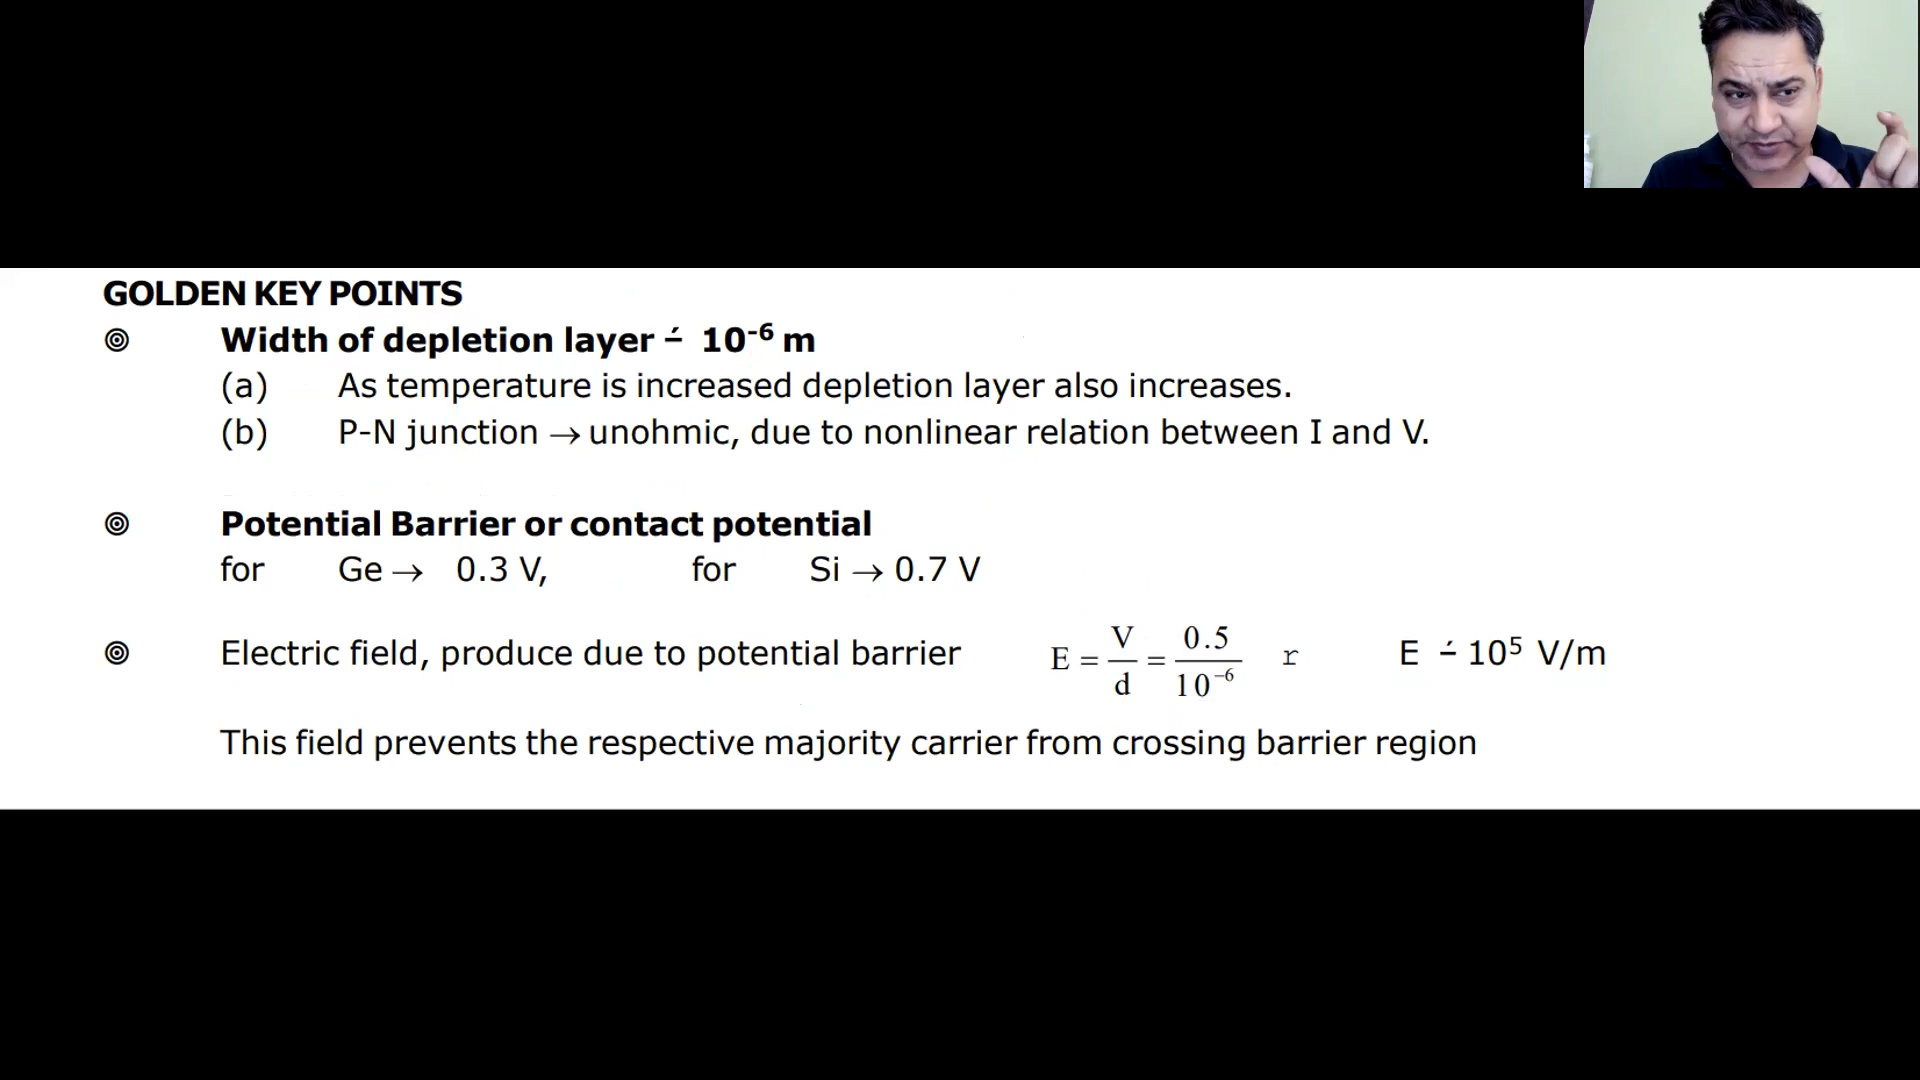 GOLDEN KEY POINTS
⦾ Width of depletion layer ∸́ 10⁻⁶ m
(a) As temperature is increased depletion layer also increases.
(b) P-N junction → unohmic, due to nonlinear relation between I and V.
⦾ Potential Barrier or contact potential
for Ge → 0.3 V, for Si → 0.7 V
⦾ Electric field, produce due to potential barrier E = V/d = 0.5/10⁻⁶ r E ∸́ 10⁵ V/m
This field prevents the respective majority carrier from crossing barrier region